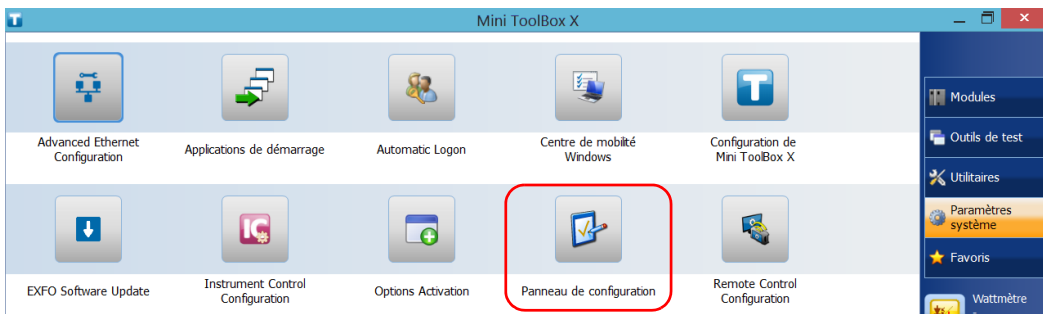 Mini ToolBox X
Advanced Ethernet
Configuration
Applications de démarrage
Automatic Logon
Centre de mobilité
Windows
Configuration de
Mini ToolBox X
EXFO Software Update
Instrument Control
Configuration
Options Activation
Panneau de configuration
Remote Control
Configuration
Modules
Outils de test
Utilitaires
Paramètres
système
Favoris
Wattmètre